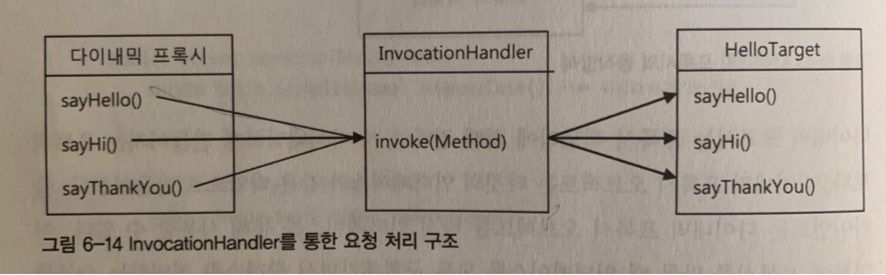 다이내믹 프록시
sayHello()
sayHi()
sayThankYou()
InvocationHandler
invoke(Method)
HelloTarget
sayHello()
sayHi()
sayThankYou()
그림 6-14 InvocationHandler를 통한 요청 처리 구조